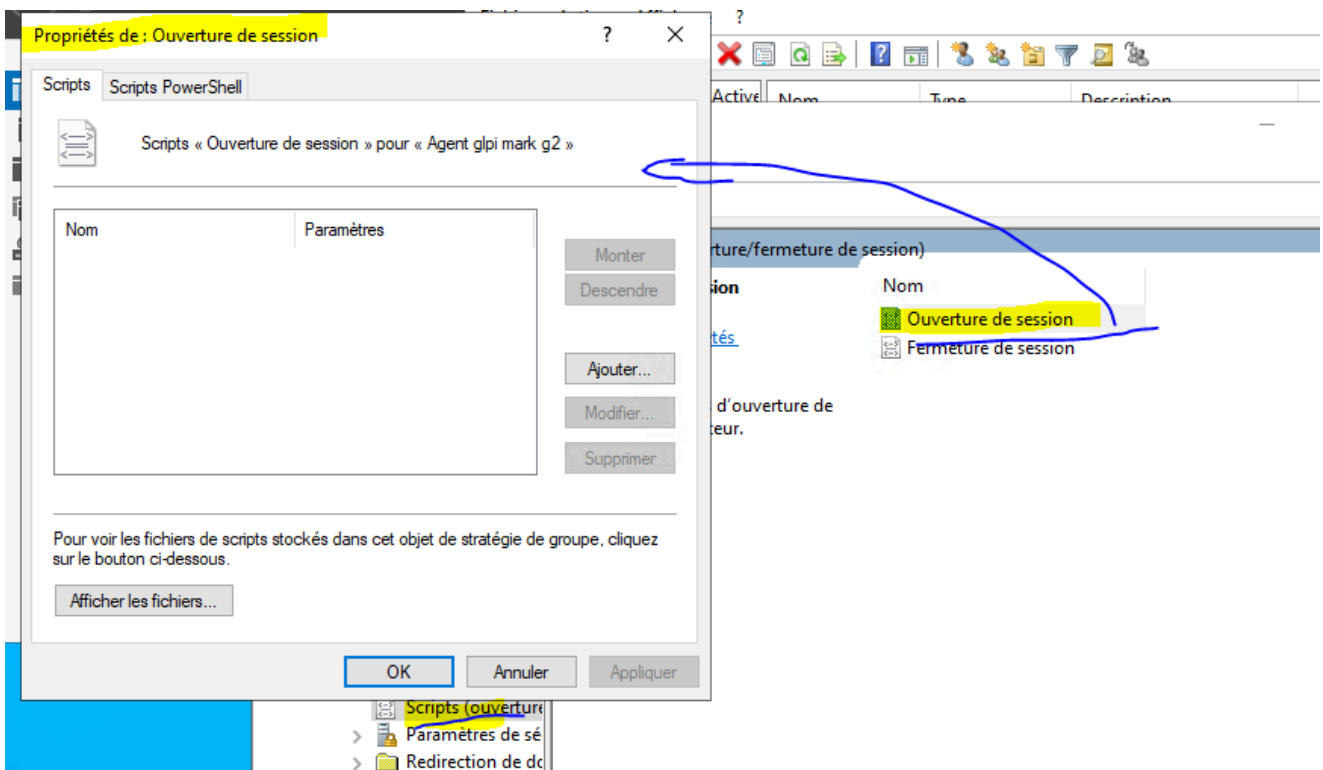 ?
Propriétés de : Ouverture de session
?
Scripts
Scripts PowerShell
Active
Nom
Type
Description
Scripts « Ouverture de session » pour « Agent glpi mark g2 »
Nom
Paramètres
Monter
Descendre
Ajouter...
Modifier...
Supprimer
rture/fermeture de session)
sion
Nom
Ouverture de session
tés
Fermeture de session
d'ouverture de
teur.
Pour voir les fichiers de scripts stockés dans cet objet de stratégie de groupe, cliquez
sur le bouton ci-dessous.
Afficher les fichiers...
OK
Annuler
Appliquer
Scripts (ouverture
Paramètres de sé
Redirection de do